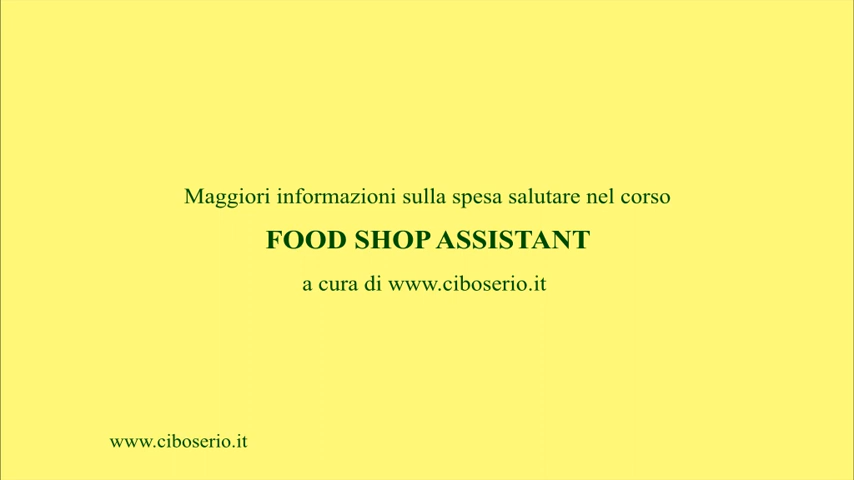 Maggiori informazioni sulla spesa salutare nel corso
FOOD SHOP ASSISTANT
a cura di www.ciboserio.it
www.ciboserio.it